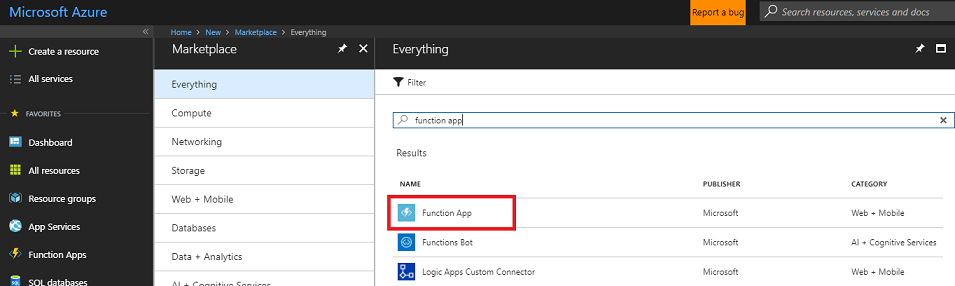 Microsoft Azure
Report a bug
Search resources, services and docs
Home > New > Marketplace > Everything
Create a resource
All services
FAVORITES
Dashboard
All resources
Resource groups
App Services
Function Apps
SQL databases
Marketplace
Everything
Compute
Networking
Storage
Web + Mobile
Databases
Data + Analytics
AI + Cognitive Services
Everything
Filter
function app
Results
NAME PUBLISHER CATEGORY
Function App Microsoft Web + Mobile
Functions Bot Microsoft AI + Cognitive Services
Logic Apps Custom Connector Microsoft Web + Mobile